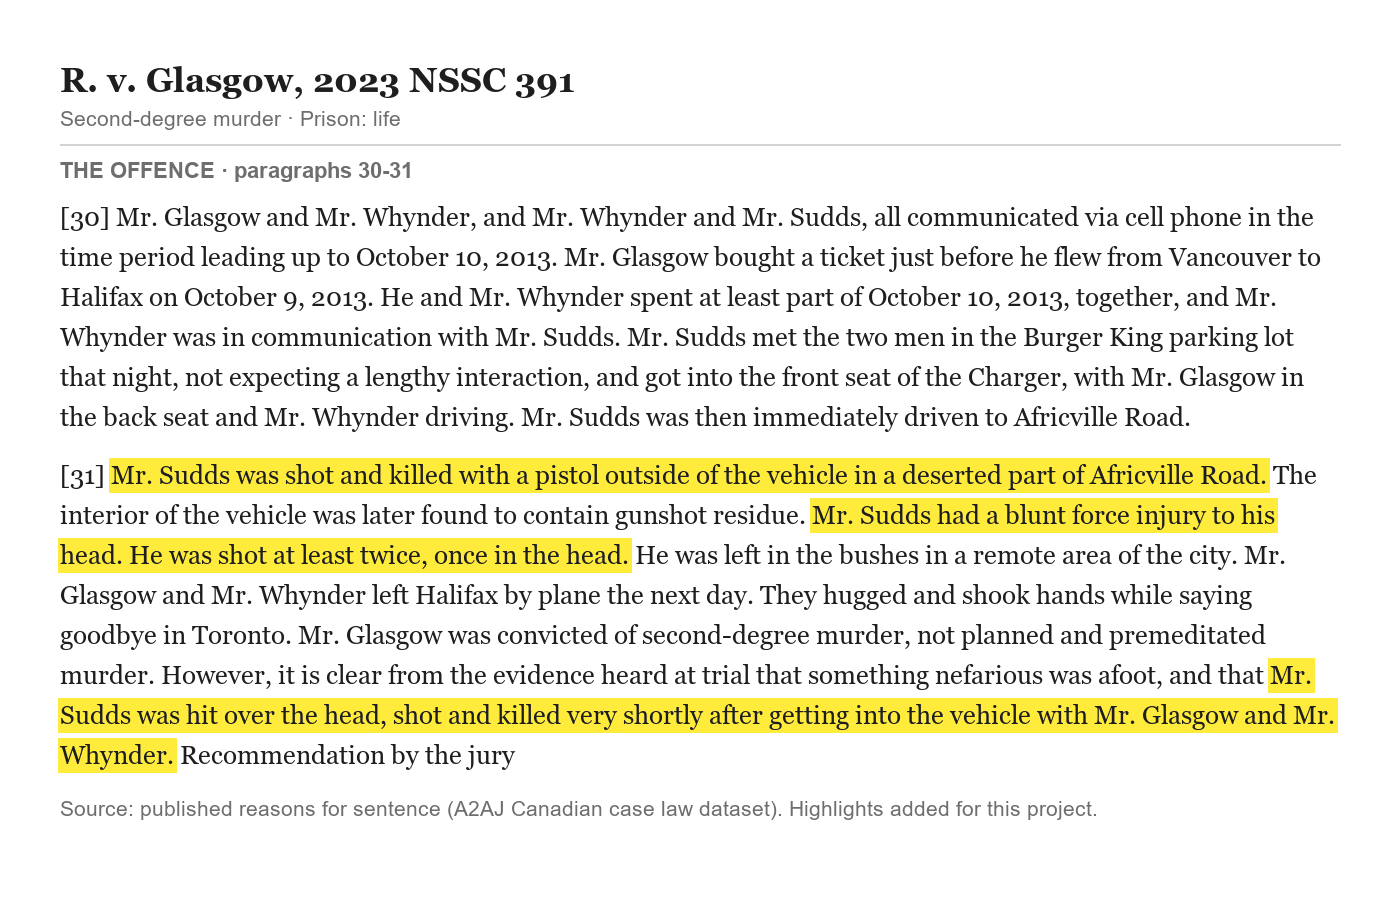 R. v. Glasgow, 2023 NSSC 391
Second-degree murder · Prison: life
THE OFFENCE · paragraphs 30-31
[30] Mr. Glasgow and Mr. Whynder, and Mr. Whynder and Mr. Sudds, all communicated via cell phone in the
time period leading up to October 10, 2013. Mr. Glasgow bought a ticket just before he flew from Vancouver to
Halifax on October 9, 2013. He and Mr. Whynder spent at least part of October 10, 2013, together, and Mr.
Whynder was in communication with Mr. Sudds. Mr. Sudds met the two men in the Burger King parking lot
that night, not expecting a lengthy interaction, and got into the front seat of the Charger, with Mr. Glasgow in
the back seat and Mr. Whynder driving. Mr. Sudds was then immediately driven to Africville Road.
[31] Mr. Sudds was shot and killed with a pistol outside of the vehicle in a deserted part of Africville Road. The
interior of the vehicle was later found to contain gunshot residue. Mr. Sudds had a blunt force injury to his
head. He was shot at least twice, once in the head. He was left in the bushes in a remote area of the city. Mr.
Glasgow and Mr. Whynder left Halifax by plane the next day. They hugged and shook hands while saying
goodbye in Toronto. Mr. Glasgow was convicted of second-degree murder, not planned and premeditated
murder. However, it is clear from the evidence heard at trial that something nefarious was afoot, and that Mr.
Sudds was hit over the head, shot and killed very shortly after getting into the vehicle with Mr. Glasgow and Mr.
Whynder. Recommendation by the jury
Source: published reasons for sentence (A2AJ Canadian case law dataset). Highlights added for this project.